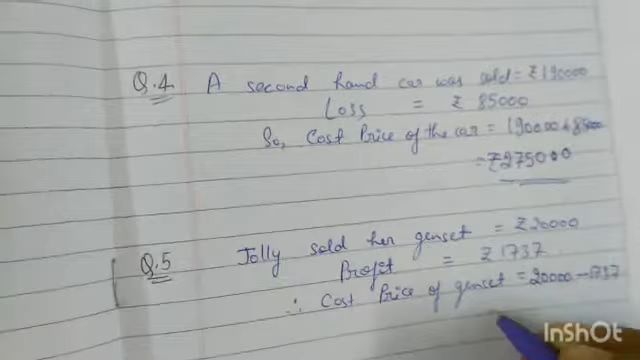 Q.4 A second hand car was sold = ₹190000
Loss = ₹ 85000
So, Cost Price of the car = 190000+85000
= ₹275000
Q.5 Jolly sold her genset = ₹20000
Profit = ₹1737
∴ Cost Price of genset = 20000-1737
InShOt